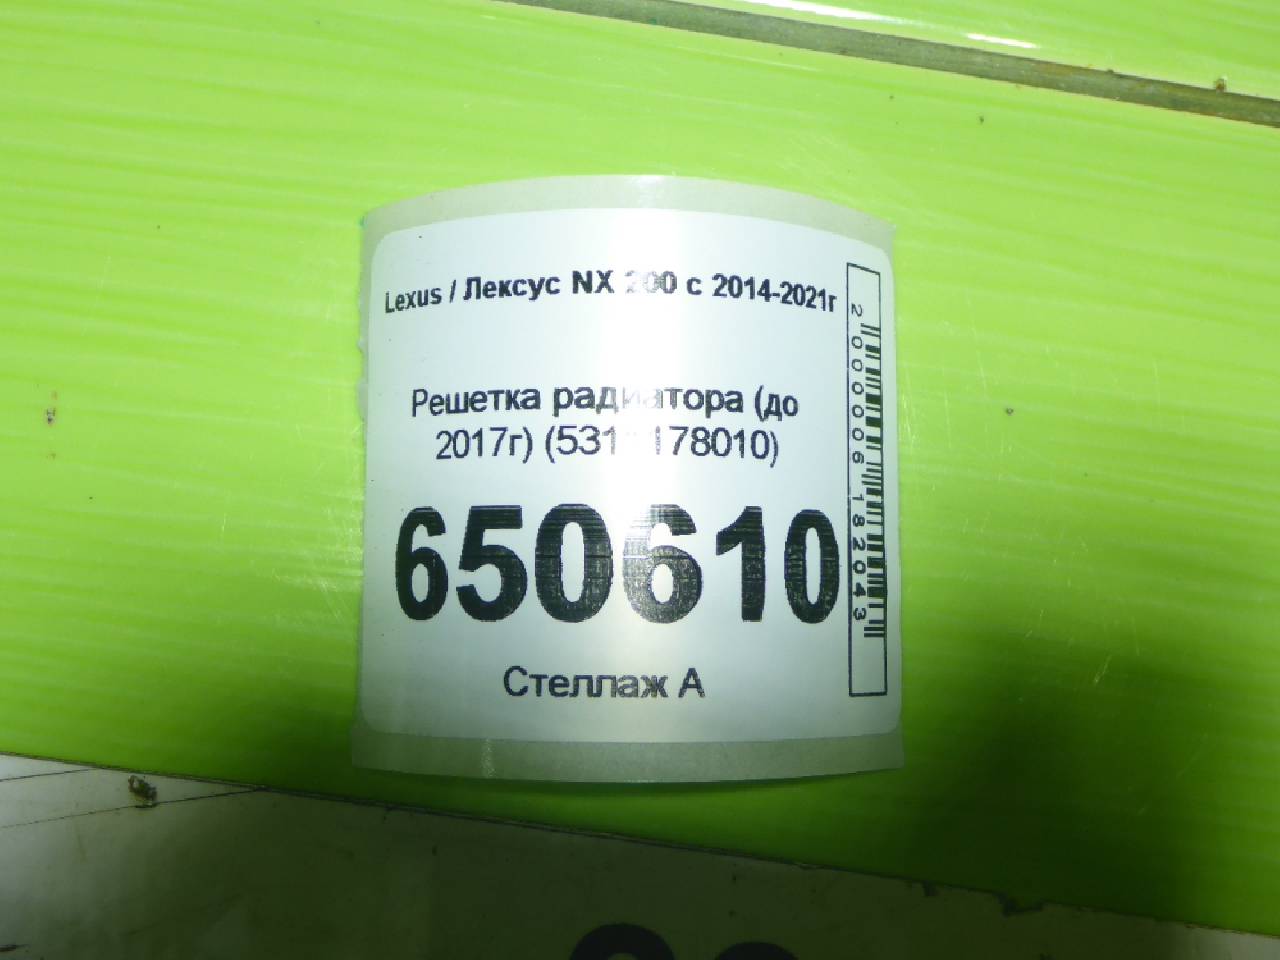 Lexus / Лексус NX 200 с 2014-2021г
Решетка радиатора (до
2017г)
650610
Стеллаж А
2000006182043